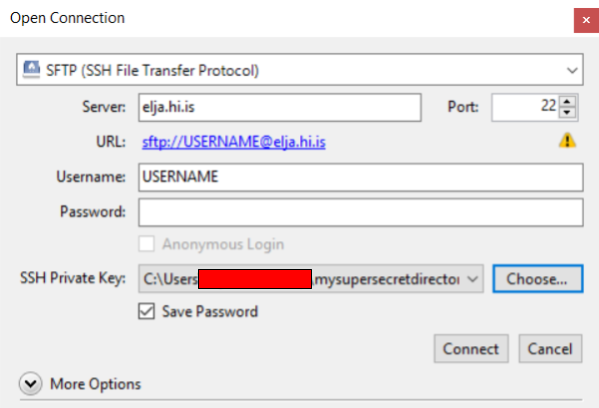 Open Connection
SFTP (SSH File Transfer Protocol)
Server: elja.hi.is Port: 22
URL: sftp://USERNAME@elja.hi.is
Username: USERNAME
Password:
Anonymous Login
SSH Private Key: C:\Users \mysupersecretdirector Choose...
Save Password
Connect Cancel
More Options